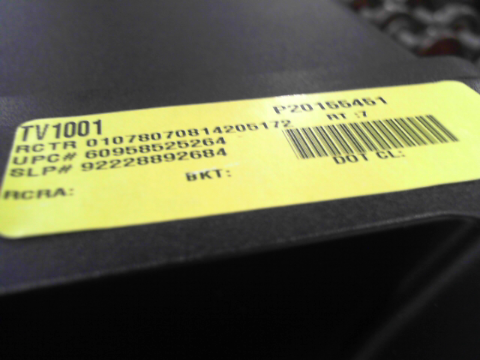 P20155451
TV1001
RT :7
RCTR 01078070814205172
UPC# 60958525264
SLP# 92228892684
BKT:
DOT CL:
RCRA: